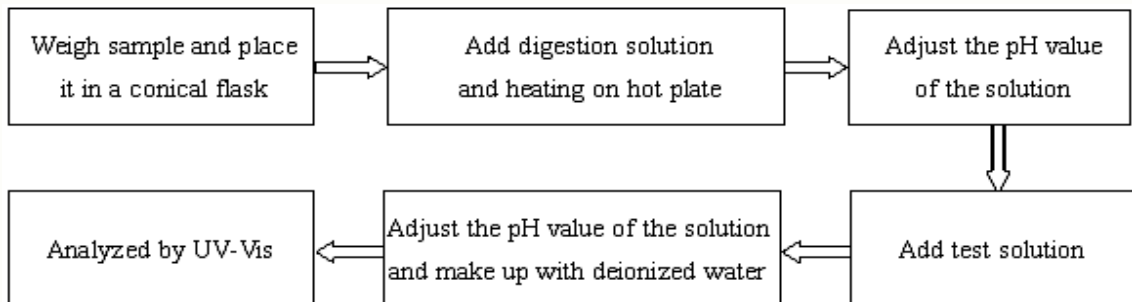 Weigh sample and place
it in a conical flask
Add digestion solution
and heating on hot plate
Adjust the pH value
of the solution
Add test solution
Adjust the pH value of the solution
and make up with deionized water
Analyzed by UV-Vis